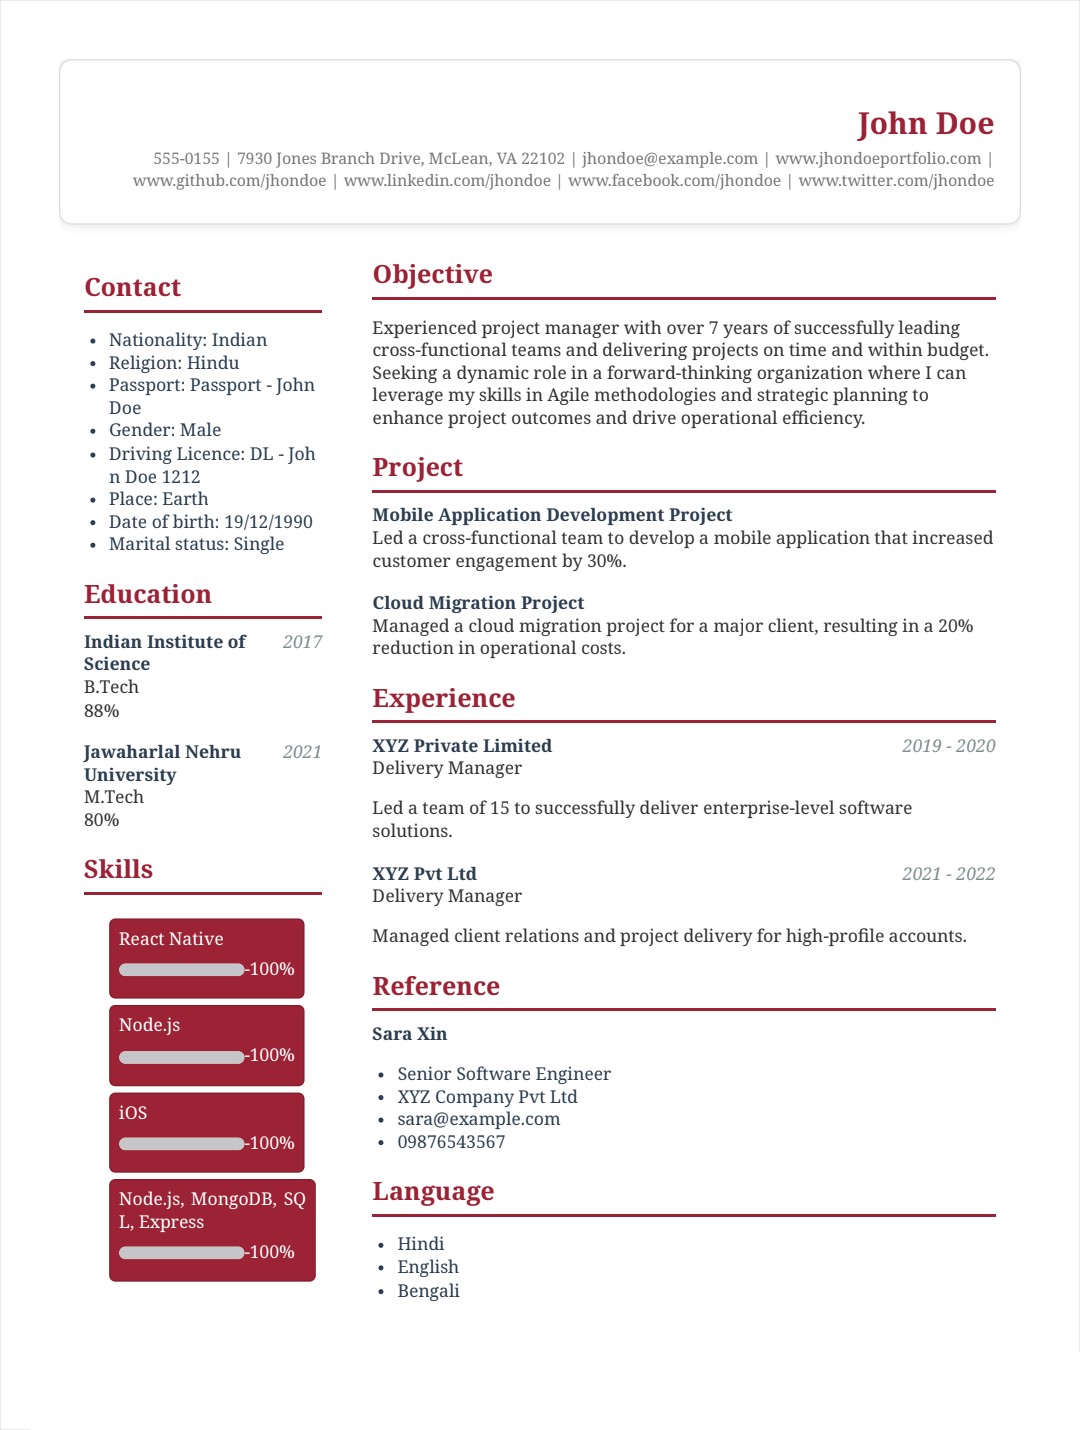 John Doe
555-0155 | 7930 Jones Branch Drive, McLean, VA 22102 | jhondoe@example.com | www.jhondoeportfolio.com |
www.github.com/jhondoe | www.linkedin.com/jhondoe | www.facebook.com/jhondoe | www.twitter.com/jhondoe
Contact
• Nationality: Indian
• Religion: Hindu
• Passport: Passport - John
Doe
• Gender: Male
• Driving Licence: DL - Joh
n Doe 1212
• Place: Earth
• Date of birth: 19/12/1990
• Marital status: Single
Education
Indian Institute of 2017
Science
B.Tech
88%
Jawaharlal Nehru 2021
University
M.Tech
80%
Skills
React Native
-100%
Node.js
-100%
iOS
-100%
Node.js, MongoDB, SQ
L, Express
-100%
Objective
Experienced project manager with over 7 years of successfully leading
cross-functional teams and delivering projects on time and within budget.
Seeking a dynamic role in a forward-thinking organization where I can
leverage my skills in Agile methodologies and strategic planning to
enhance project outcomes and drive operational efficiency.
Project
Mobile Application Development Project
Led a cross-functional team to develop a mobile application that increased
customer engagement by 30%.
Cloud Migration Project
Managed a cloud migration project for a major client, resulting in a 20%
reduction in operational costs.
Experience
XYZ Private Limited 2019 - 2020
Delivery Manager
Led a team of 15 to successfully deliver enterprise-level software
solutions.
XYZ Pvt Ltd 2021 - 2022
Delivery Manager
Managed client relations and project delivery for high-profile accounts.
Reference
Sara Xin
• Senior Software Engineer
• XYZ Company Pvt Ltd
• sara@example.com
• 09876543567
Language
• Hindi
• English
• Bengali